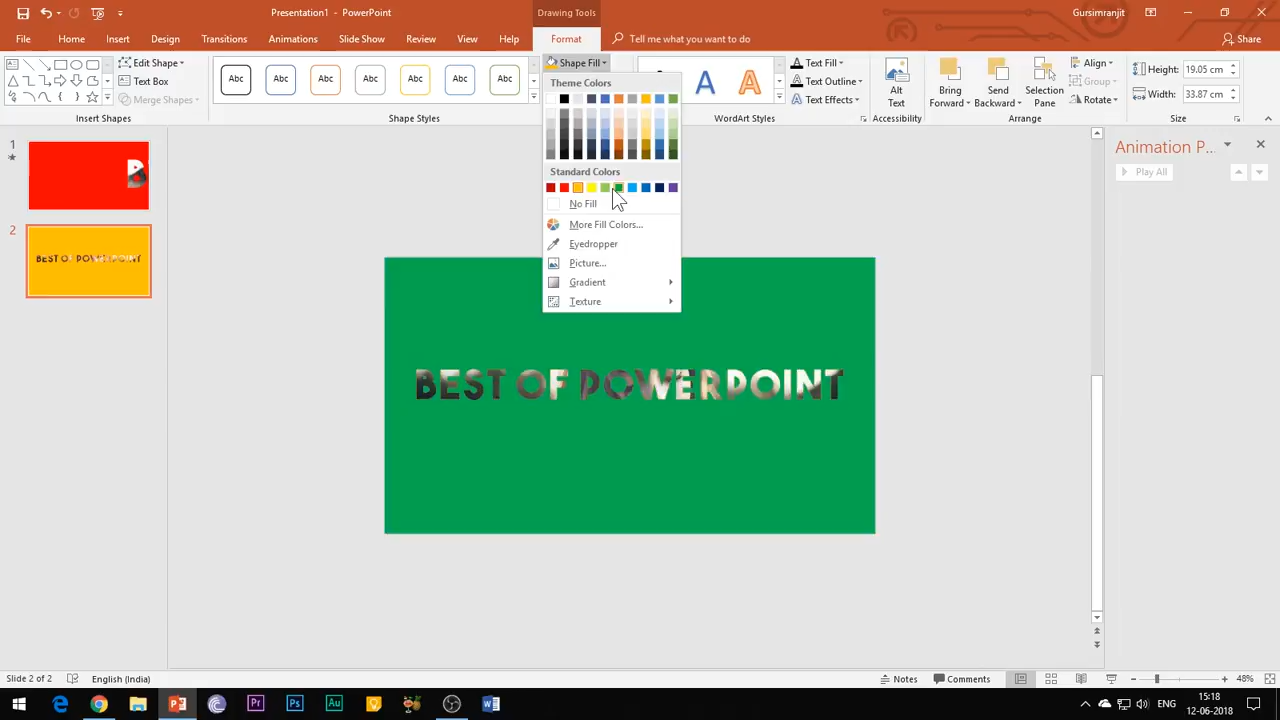 Presentation1 - PowerPoint
Drawing Tools
Gursimranjit
File Home Insert Design Transitions Animations Slide Show Review View Help Format Tell me what you want to do Share
Edit Shape
Text Box
Merge Shapes
Insert Shapes
Abc Abc Abc Abc Abc Abc Abc
Shape Styles
Shape Fill
Theme Colors
Standard Colors
No Fill
More Fill Colors...
Eyedropper
Picture...
Gradient
Texture
A A
WordArt Styles
Text Fill
Text Outline
Text Effects
Alt
Text
Accessibility
Bring
Forward
Send
Backward
Selection
Pane
Align
Group
Rotate
Arrange
Height: 19.05 cm
Width: 33.87 cm
Size
1
2
BEST OF POWERPOINT
BEST OF POWERPOINT
Animation P...
Play All
Slide 2 of 2 English (India) Notes Comments 48%
Pr Ps Au
ENG
15:18
12-06-2018